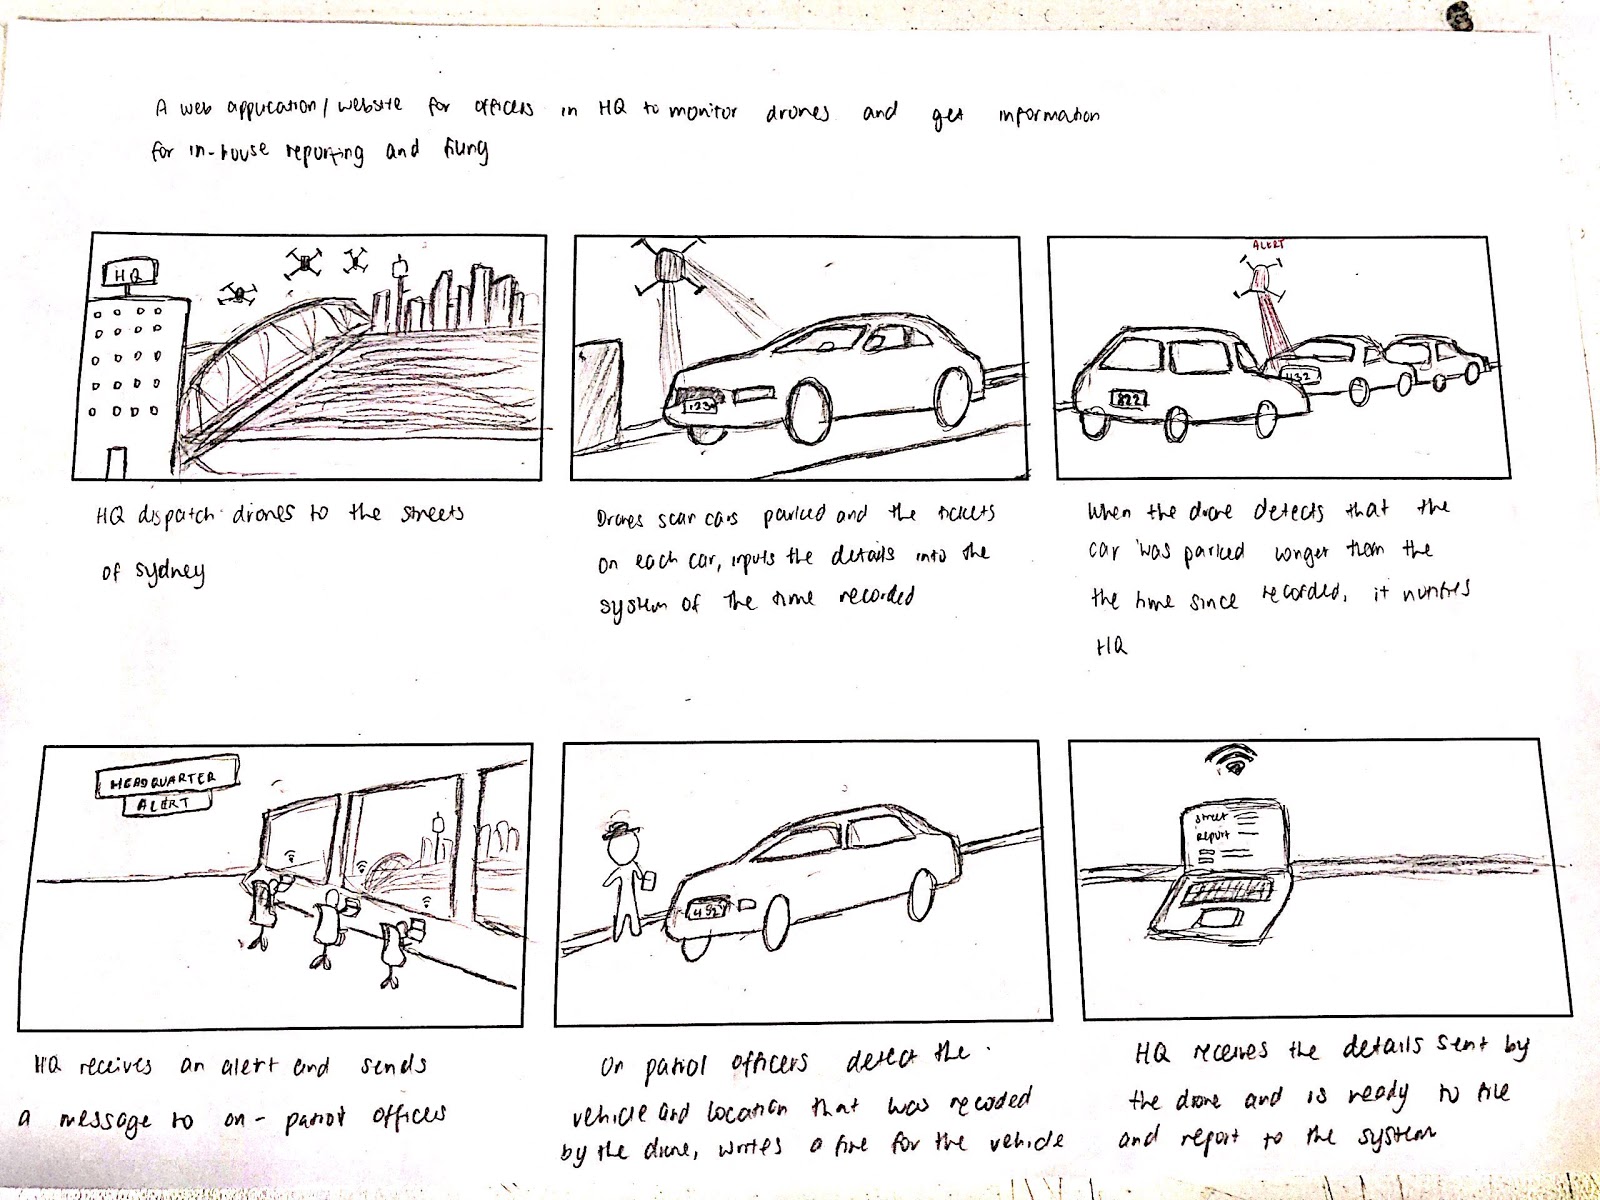 A web application / website for officers in HQ to monitor drones and get information
for in-house reporting and filing
HQ
HQ dispatch drones to the streets
of Sydney
123
Drones scan cars parked and the tickets
on each car, inputs the details into the
system of the time recorded
ALERT
822
432
When the drone detects that the
car was parked longer than the
the time since recorded, it notifies
HQ
HEADQUARTER
ALERT
HQ receives an alert and sends
a message to on-patrol officers
432
On patrol officers detect the
vehicle and location that was recorded
by the drone, writes a fine for the vehicle
Street
Report
HQ receives the details sent by
the drone and is ready to file
and report to the system